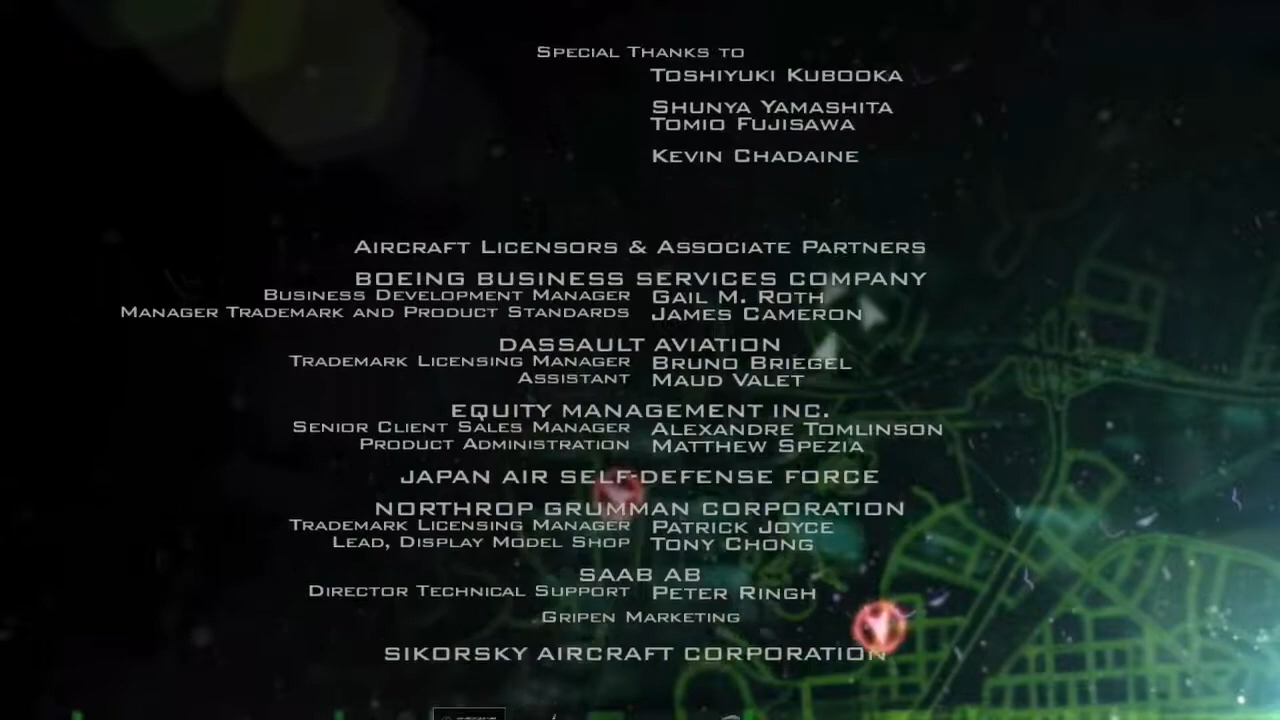 Special Thanks to
Toshiyuki Kubooka
Shunya Yamashita
Tomio Fujisawa
Kevin Chadaine
Aircraft Licensors & Associate Partners
BOEING BUSINESS SERVICES COMPANY
Business Development Manager Gail M. Roth
Manager Trademark and Product Standards James Cameron
DASSAULT AVIATION
Trademark Licensing Manager Bruno Briegel
Assistant Maud Valet
EQUITY MANAGEMENT INC.
Senior Client Sales Manager Alexandre Tomlinson
Product Administration Matthew Spezia
JAPAN AIR SELF-DEFENSE FORCE
NORTHROP GRUMMAN CORPORATION
Trademark Licensing Manager Patrick Joyce
Lead, Display Model Shop Tony Chong
SAAB AB
Director Technical Support Peter Ringh
Gripen Marketing
SIKORSKY AIRCRAFT CORPORATION